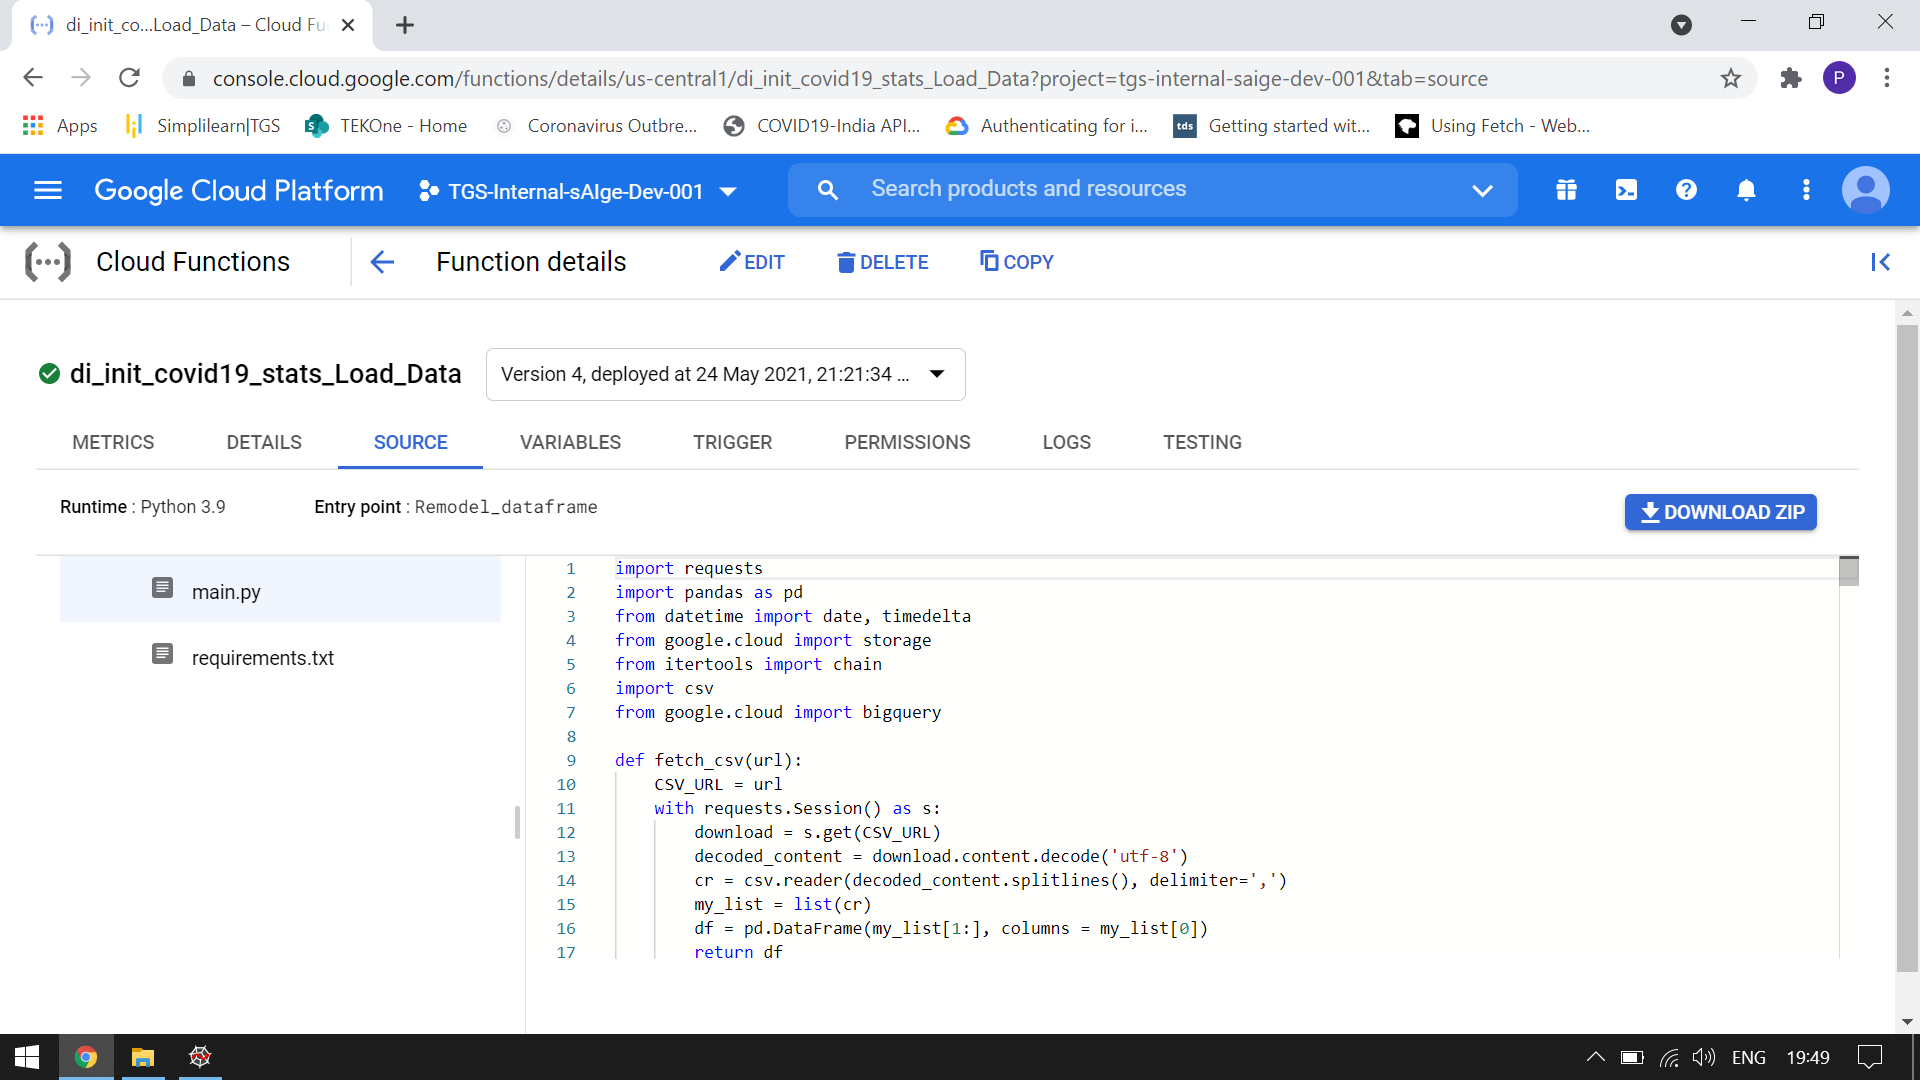 di_init_co...Load_Data – Cloud Fu
console.cloud.google.com/functions/details/us-central1/di_init_covid19_stats_Load_Data?project=tgs-internal-saige-dev-001&tab=source
P
Apps Simplilearn|TGS TEKOne - Home Coronavirus Outbre... COVID19-India API... Authenticating for i... tds Getting started wit... Using Fetch - Web...
Google Cloud Platform TGS-Internal-sAIge-Dev-001 Search products and resources
Cloud Functions Function details EDIT DELETE COPY
di_init_covid19_stats_Load_Data Version 4, deployed at 24 May 2021, 21:21:34 ...
METRICS DETAILS SOURCE VARIABLES TRIGGER PERMISSIONS LOGS TESTING
Runtime : Python 3.9 Entry point : Remodel_dataframe DOWNLOAD ZIP
main.py
requirements.txt
1 import requests
2 import pandas as pd
3 from datetime import date, timedelta
4 from google.cloud import storage
5 from itertools import chain
6 import csv
7 from google.cloud import bigquery
8
9 def fetch_csv(url):
10 CSV_URL = url
11 with requests.Session() as s:
12 download = s.get(CSV_URL)
13 decoded_content = download.content.decode('utf-8')
14 cr = csv.reader(decoded_content.splitlines(), delimiter=',')
15 my_list = list(cr)
16 df = pd.DataFrame(my_list[1:], columns = my_list[0])
17 return df
ENG 19:49